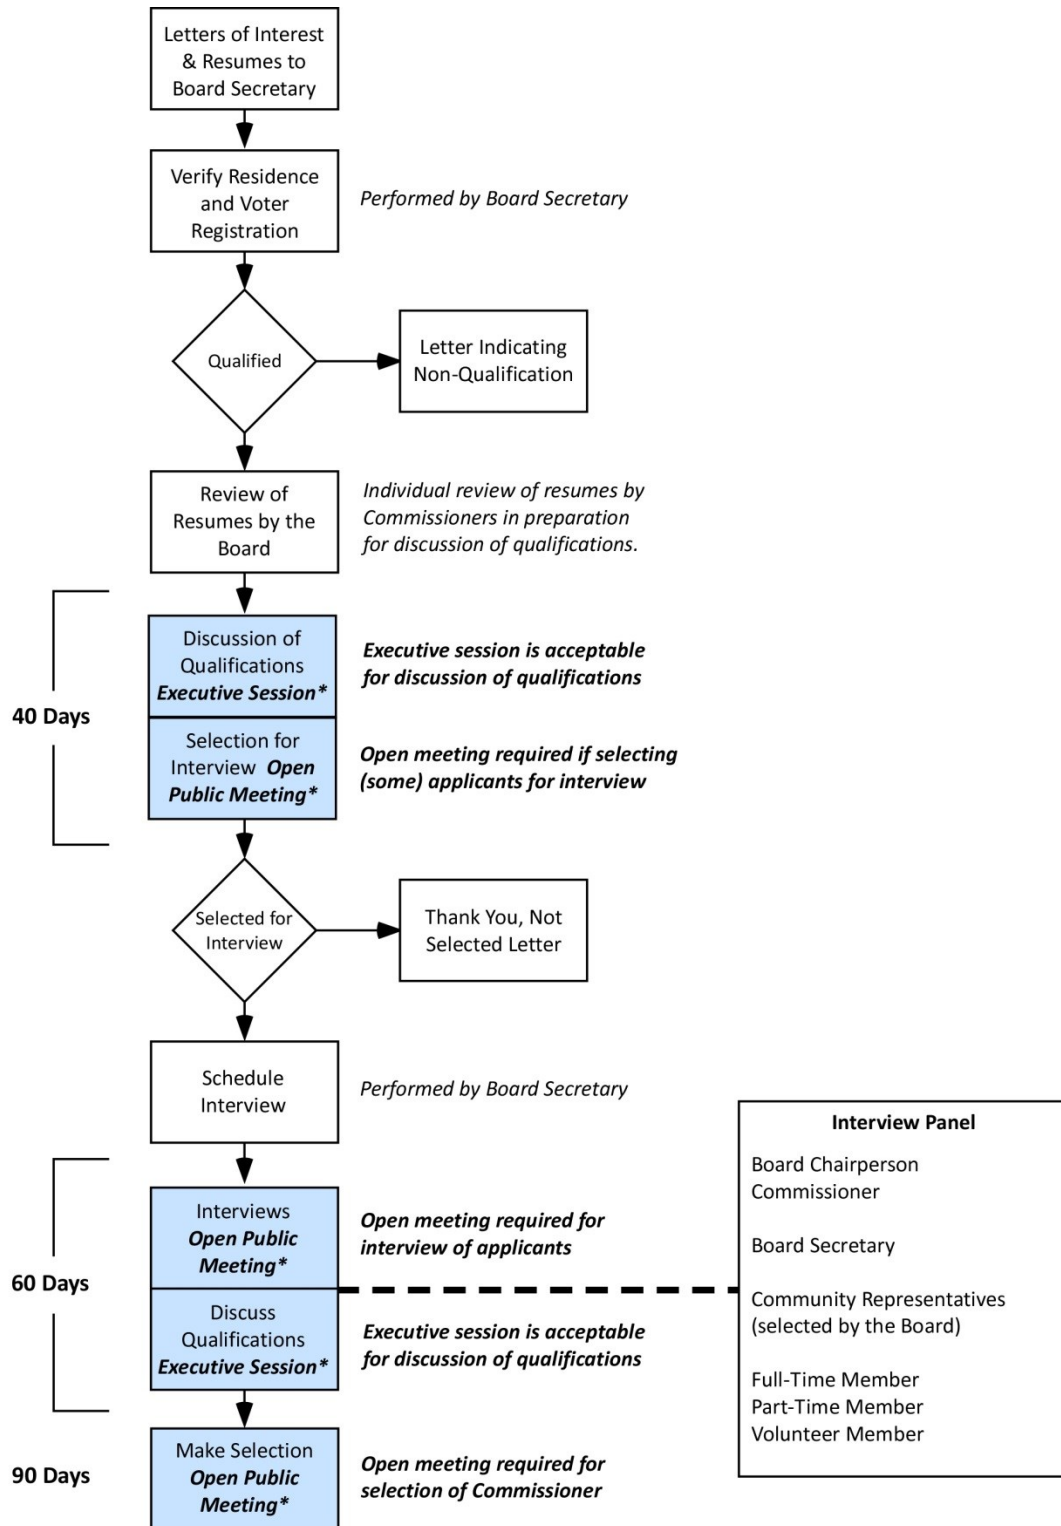 Letters of Interest
& Resumes to
Board Secretary
Verify Residence
and Voter
Registration
Performed by Board Secretary
Qualified
Letter Indicating
Non-Qualification
Review of
Resumes by the
Board
Individual review of resumes by
Commissioners in preparation
for discussion of qualifications.
40 Days
Discussion of
Qualifications
Executive Session*
Executive session is acceptable
for discussion of qualifications
Selection for
Interview Open
Public Meeting*
Open meeting required if selecting
(some) applicants for interview
Selected for
Interview
Thank You, Not
Selected Letter
Schedule
Interview
Performed by Board Secretary
60 Days
Interviews
Open Public
Meeting*
Open meeting required for
interview of applicants
Discuss
Qualifications
Executive Session*
Executive session is acceptable
for discussion of qualifications
Interview Panel
Board Chairperson
Commissioner
Board Secretary
Community Representatives
(selected by the Board)
Full-Time Member
Part-Time Member
Volunteer Member
90 Days
Make Selection
Open Public
Meeting*
Open meeting required for
selection of Commissioner